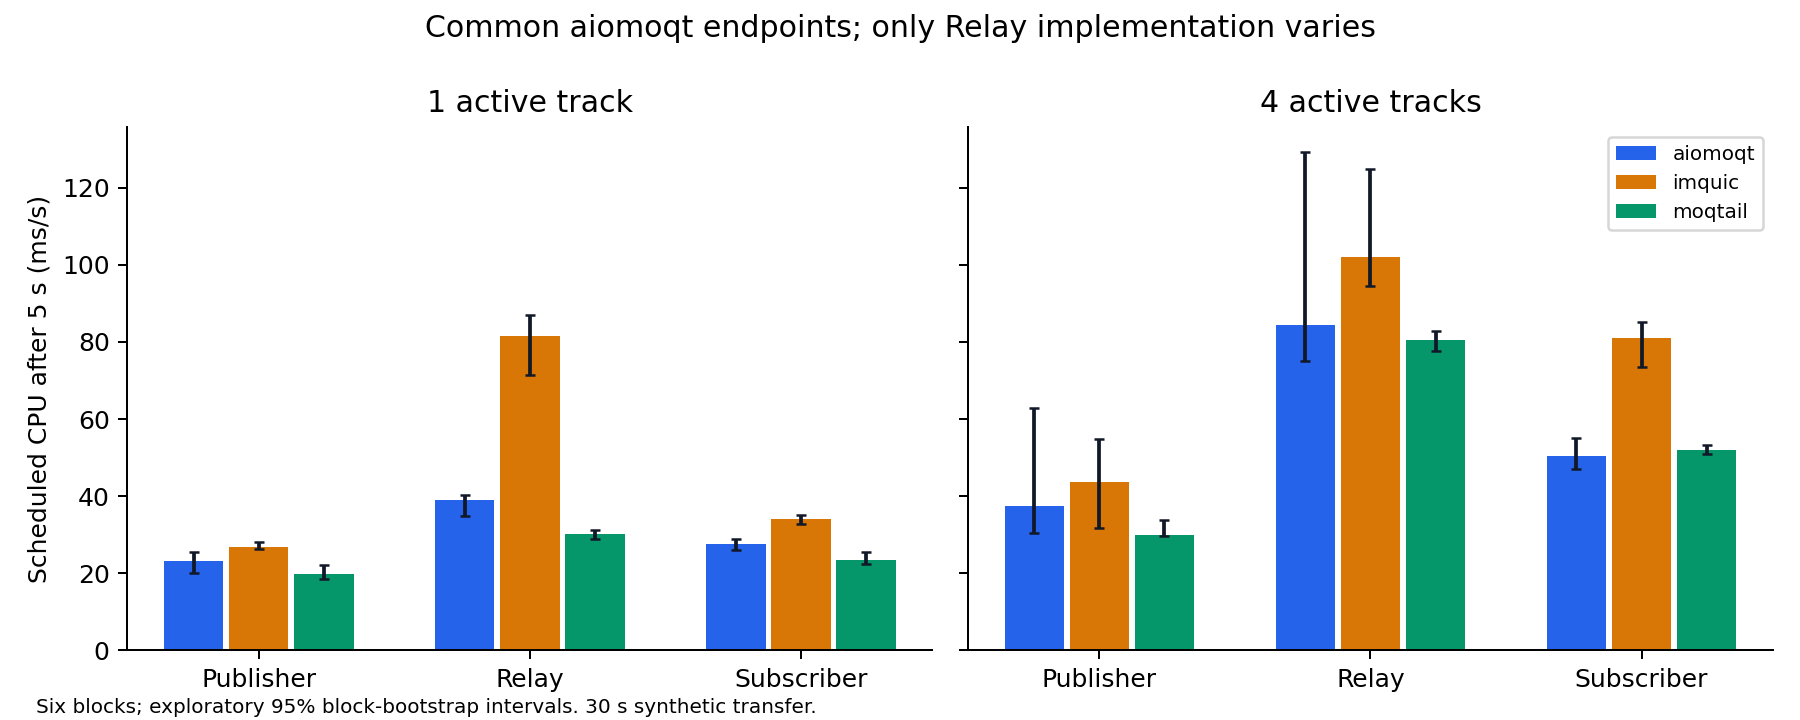 Common aiomoqt endpoints; only Relay implementation varies
1 active track
4 active tracks
Scheduled CPU after 5 s (ms/s)
120
100
80
60
40
20
0
aiomoqt
imquic
moqtail
Publisher Relay Subscriber
Publisher Relay Subscriber
Six blocks; exploratory 95% block-bootstrap intervals. 30 s synthetic transfer.